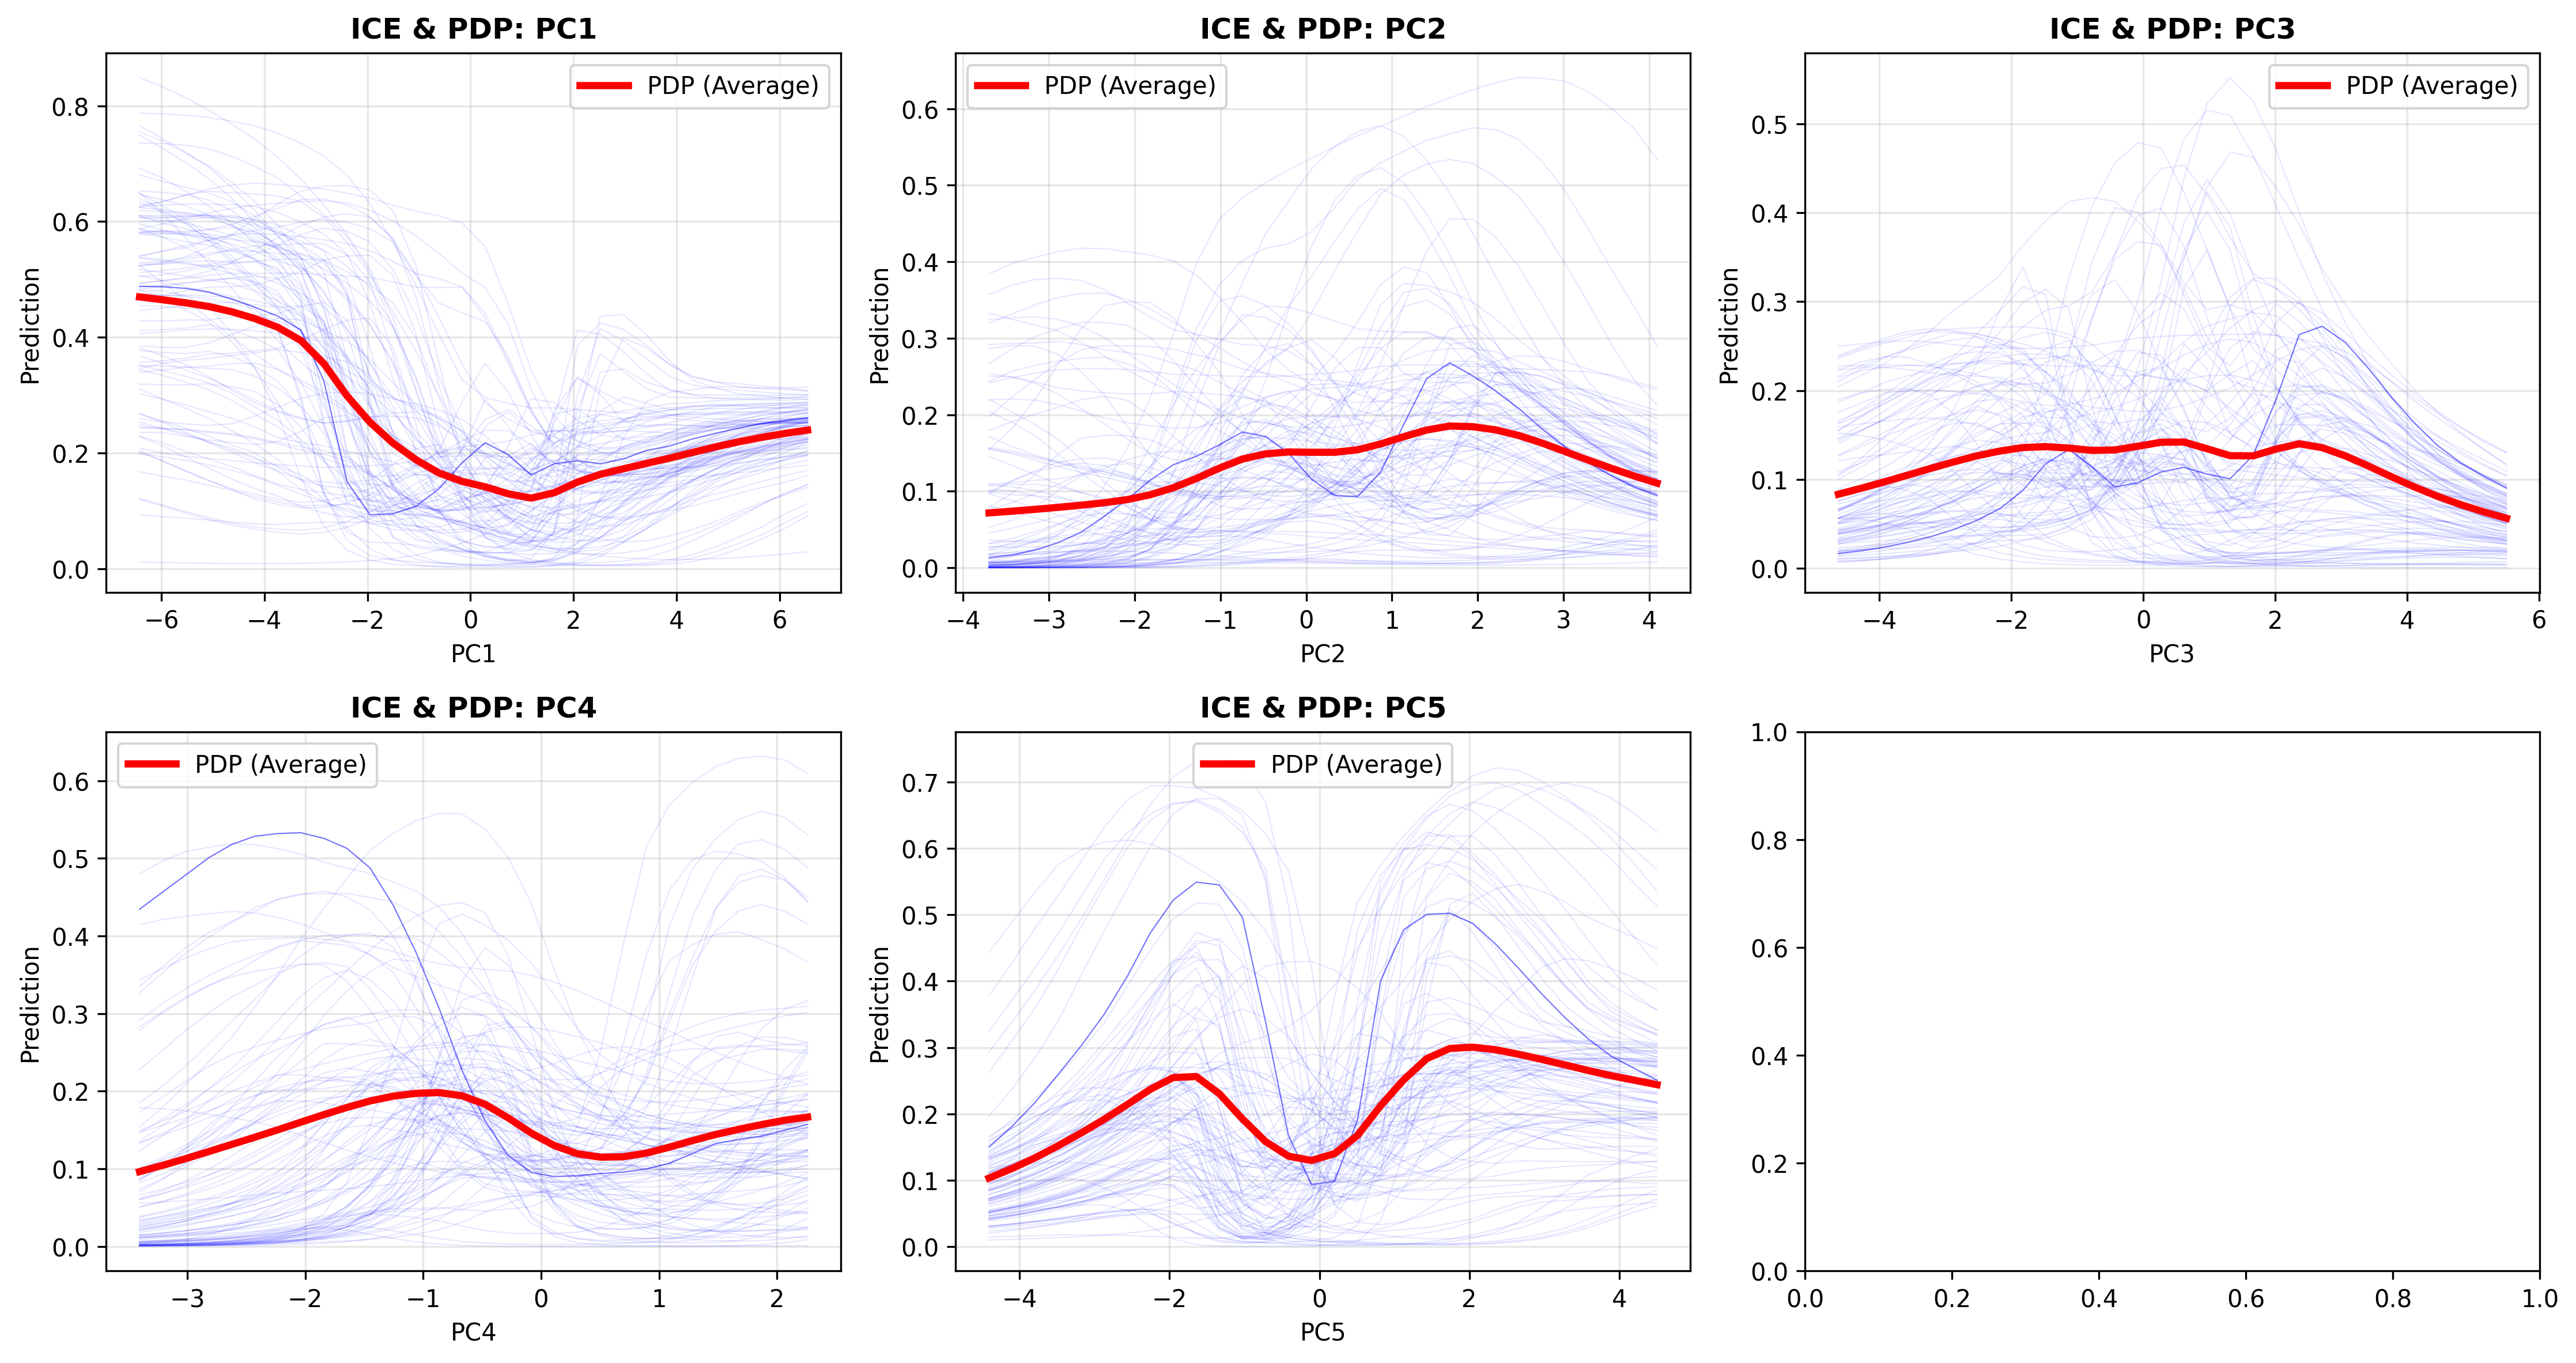 ICE & PDP: PC1
PDP (Average)
0.8
0.6
0.4
0.2
0.0
Prediction
−6 −4 −2 0 2 4 6
PC1
ICE & PDP: PC2
PDP (Average)
0.6
0.5
0.4
0.3
0.2
0.1
0.0
Prediction
−4 −3 −2 −1 0 1 2 3 4
PC2
ICE & PDP: PC3
PDP (Average)
0.5
0.4
0.3
0.2
0.1
0.0
Prediction
−4 −2 0 2 4 6
PC3
ICE & PDP: PC4
PDP (Average)
0.6
0.5
0.4
0.3
0.2
0.1
0.0
Prediction
−3 −2 −1 0 1 2
PC4
ICE & PDP: PC5
PDP (Average)
0.7
0.6
0.5
0.4
0.3
0.2
0.1
0.0
Prediction
−4 −2 0 2 4
PC5
1.0
0.8
0.6
0.4
0.2
0.0
0.0 0.2 0.4 0.6 0.8 1.0